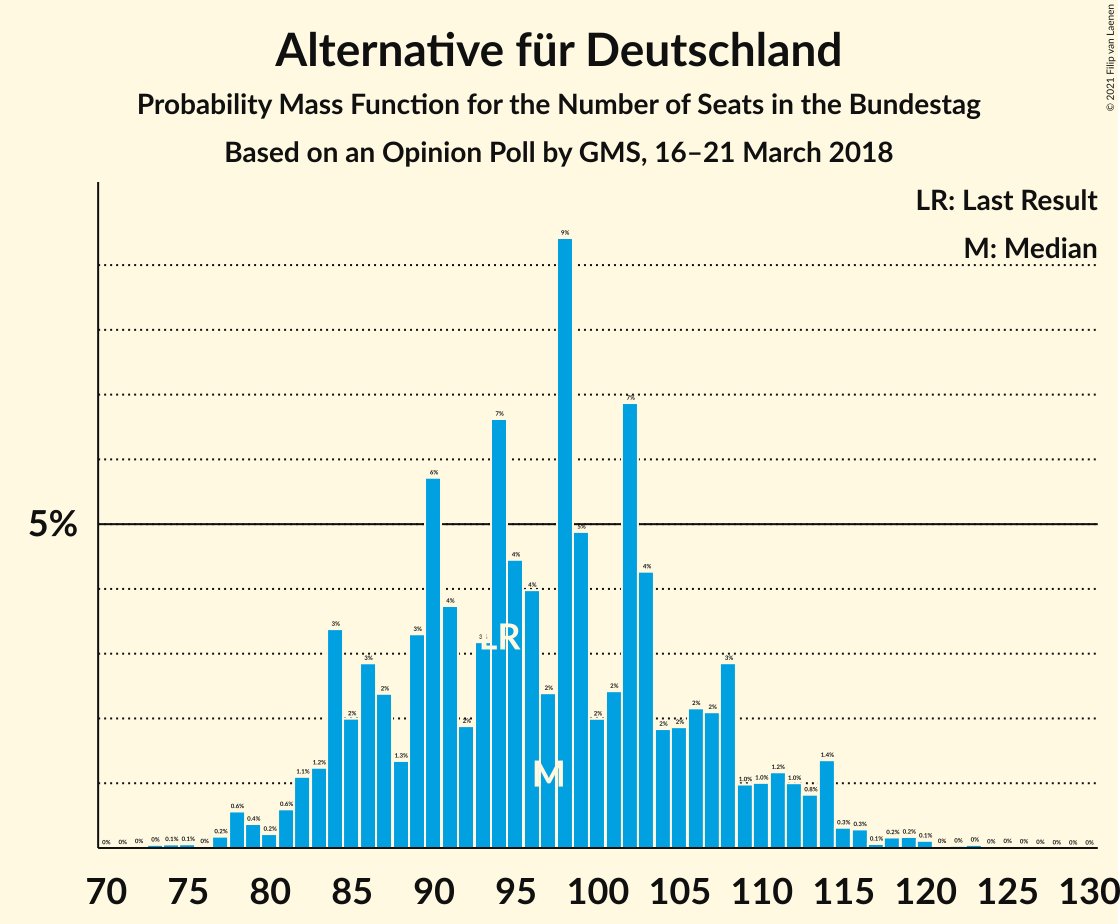 Alternative für Deutschland
Probability Mass Function for the Number of Seats in the Bundestag
Based on an Opinion Poll by GMS, 16–21 March 2018
© 2021 Filip van Laenen
LR: Last Result
M: Median
5%
0% 0% 0% 0% 0.1% 0.1% 0% 0.2% 0.6% 0.4% 0.2% 0.6% 1.1% 1.2% 3% 2% 3% 2% 1.3% 3% 6% 4% 2% 3% 7% 4% 4% 2% 9% 5% 2% 2% 7% 4% 2% 2% 2% 2% 3% 1.0% 1.0% 1.2% 1.0% 0.8% 1.4% 0.3% 0.3% 0.1% 0.2% 0.2% 0.1% 0% 0% 0% 0% 0% 0% 0% 0% 0% 0%
LR
M
70 75 80 85 90 95 100 105 110 115 120 125 130